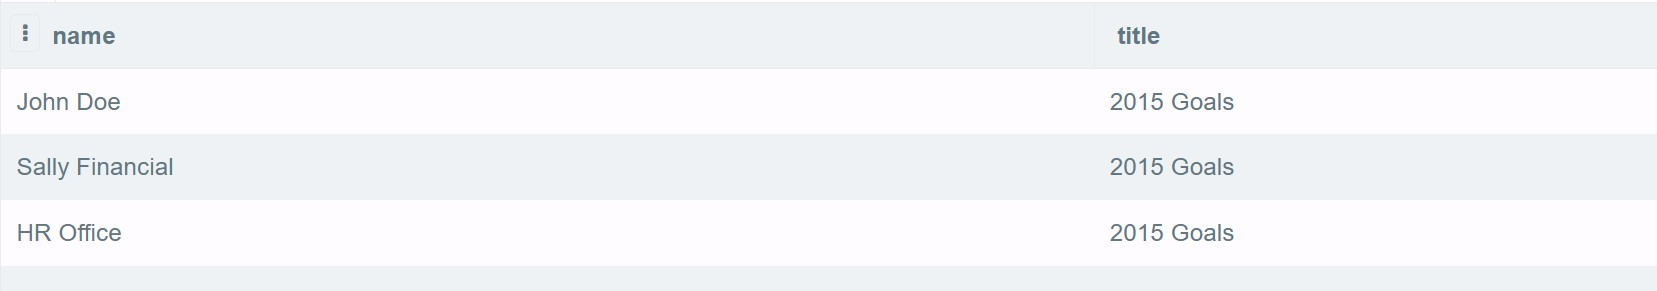 name title
John Doe 2015 Goals
Sally Financial 2015 Goals
HR Office 2015 Goals